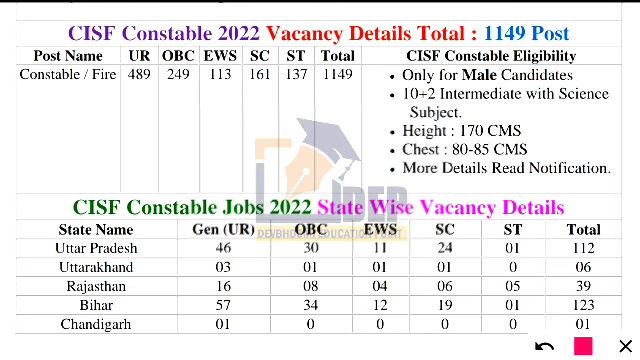 CISF Constable 2022 Vacancy Details Total : 1149 Post
Post Name UR OBC EWS SC ST Total CISF Constable Eligibility
Constable / Fire 489 249 113 161 137 1149
• Only for Male Candidates
• 10+2 Intermediate with Science
Subject.
• Height : 170 CMS
• Chest : 80-85 CMS
• More Details Read Notification.
IDEP
DEVBHOOMI EDUCATION POINT
CISF Constable Jobs 2022 State Wise Vacancy Details
State Name Gen (UR) OBC EWS SC ST Total
Uttar Pradesh 46 30 11 24 01 112
Uttarakhand 03 01 01 01 0 06
Rajasthan 16 08 04 06 05 39
Bihar 57 34 12 19 01 123
Chandigarh 01 0 0 0 0 01